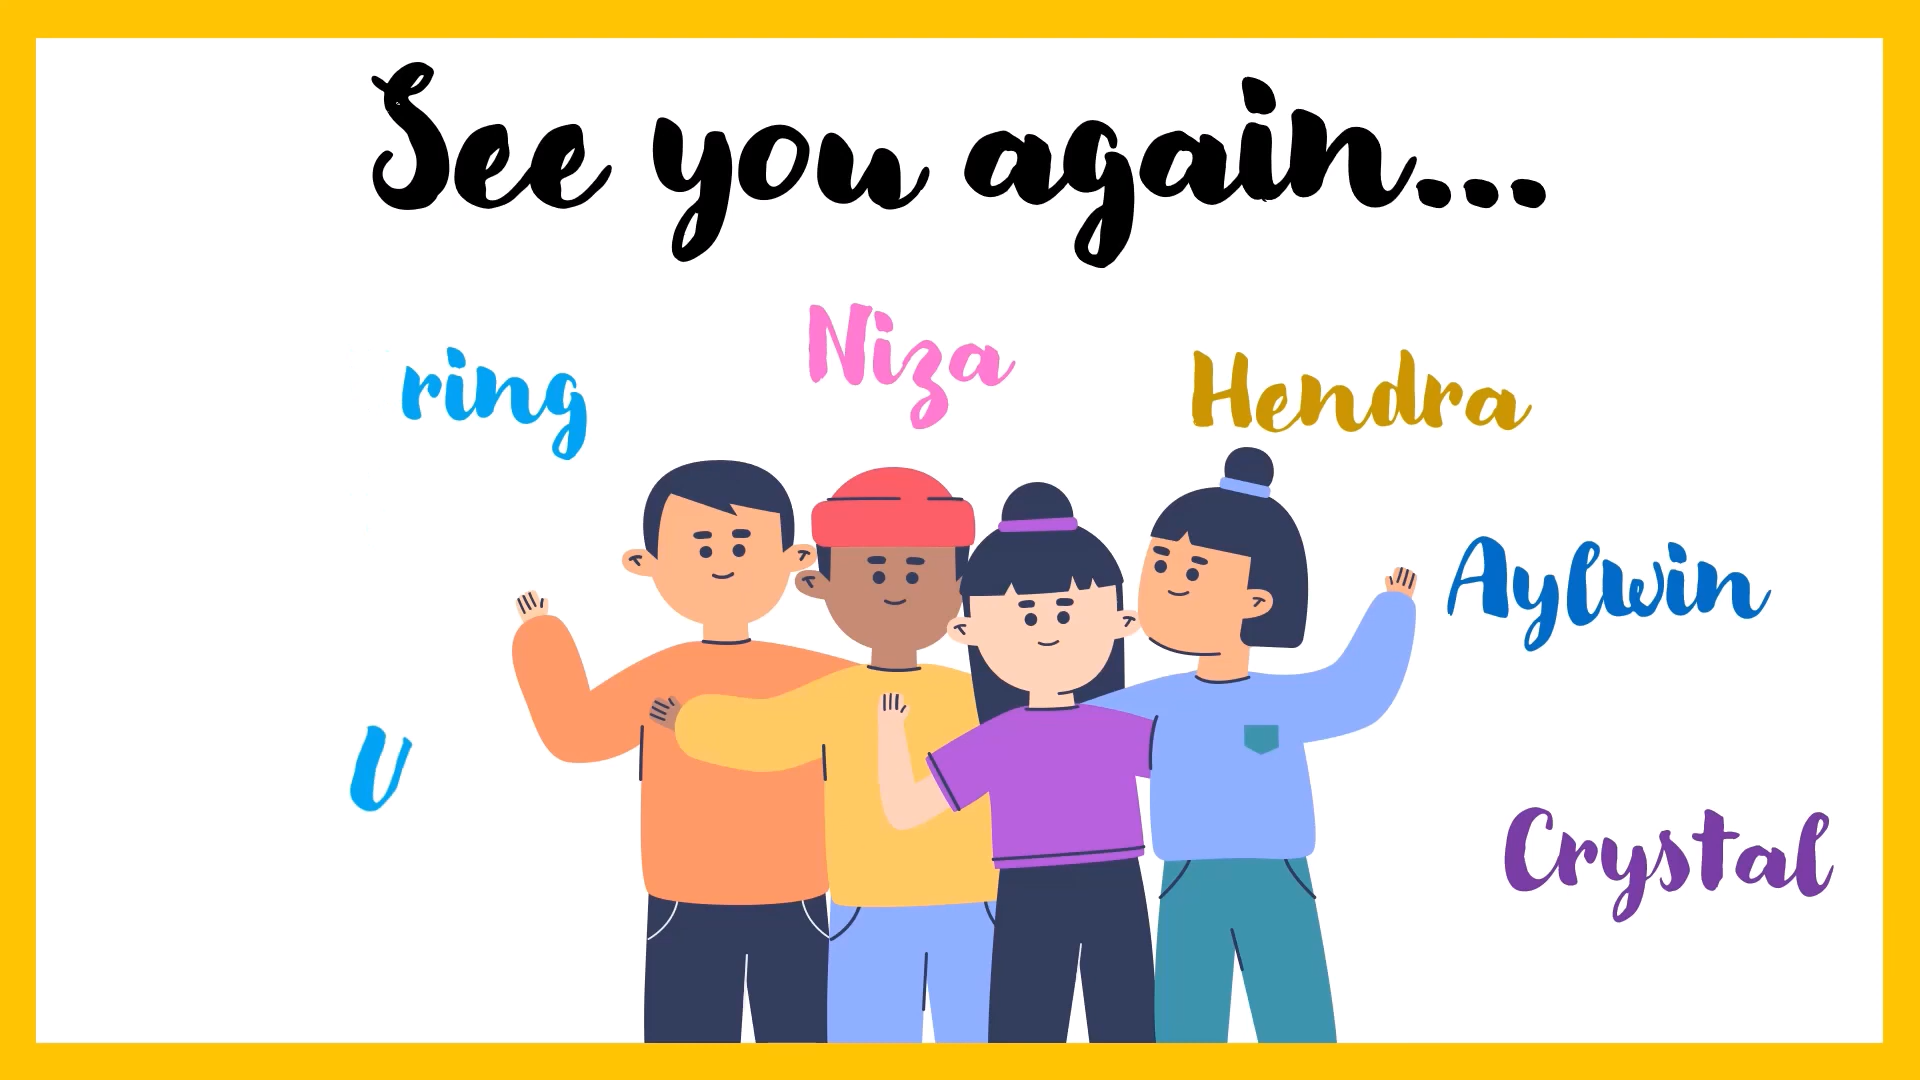 See you again...
Niza
ring
Hendra
Aylwin
U
Crystal